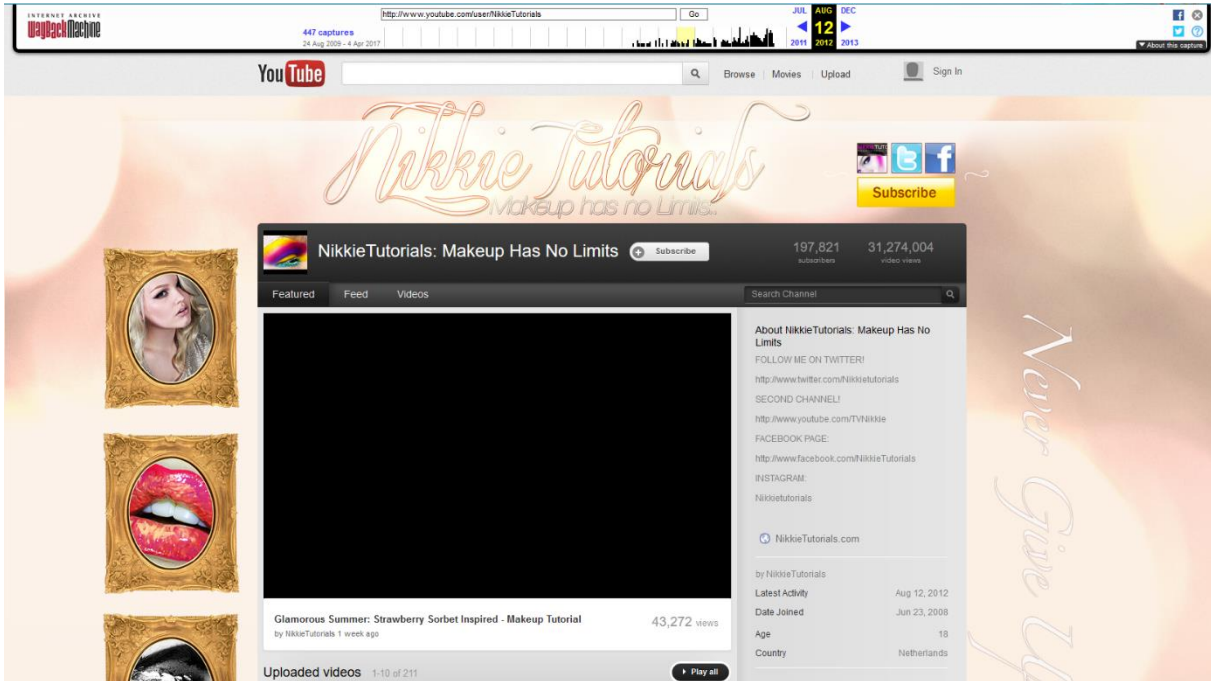 INTERNET ARCHIVE
WayBackMachine
http://www.youtube.com/user/NikkieTutorials
Go
447 captures
24 Aug 2009 - 4 Apr 2017
JUL AUG DEC
12
2011 2012 2013
About this capture
YouTube
Browse | Movies | Upload
Sign In
Nikkie Tutorials
Makeup has no Limits..
Subscribe
NikkieTutorials: Makeup Has No Limits
Subscribe
197,821
subscribers
31,274,004
video views
Featured Feed Videos
Search Channel
About NikkieTutorials: Makeup Has No
Limits
FOLLOW ME ON TWITTER!
http://www.twitter.com/Nikkietutorials
SECOND CHANNEL!
http://www.youtube.com/TVNikkie
FACEBOOK PAGE:
http://www.facebook.com/NikkieTutorials
INSTAGRAM:
Nikkietutorials
NikkieTutorials.com
by NikkieTutorials
Latest Activity Aug 12, 2012
Date Joined Jun 23, 2008
Age 18
Country Netherlands
Glamorous Summer: Strawberry Sorbet Inspired - Makeup Tutorial
by NikkieTutorials 1 week ago
43,272 views
Uploaded videos 1-10 of 211
Play all
Never Give Up